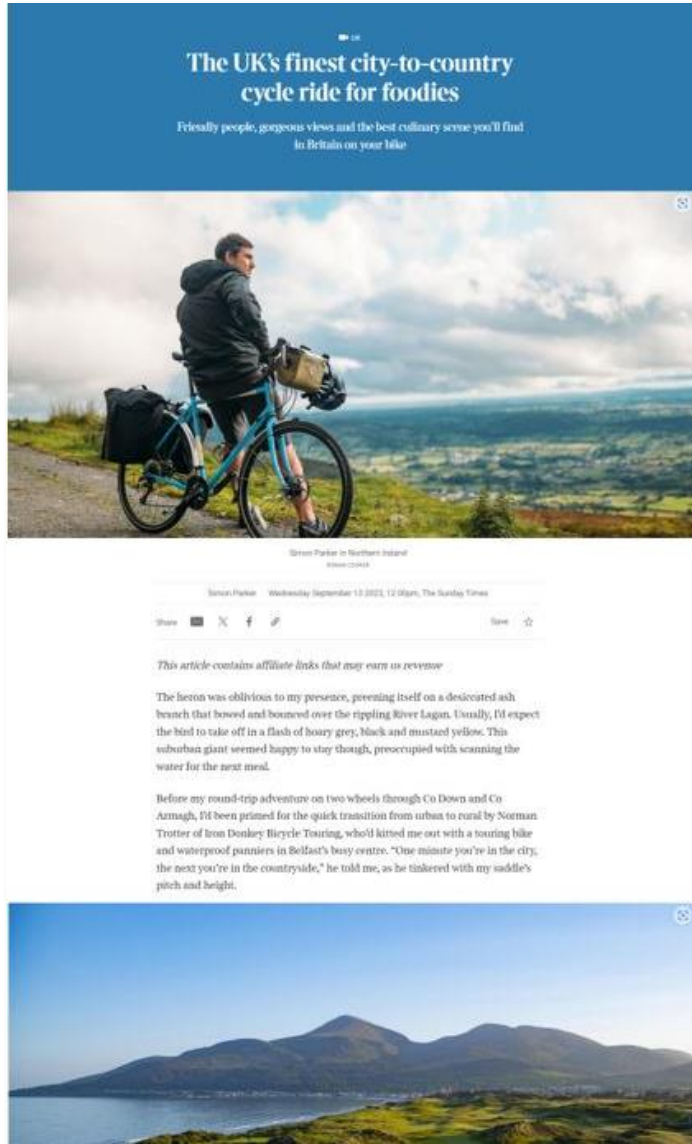 UK
The UK's finest city-to-country
cycle ride for foodies
Friendly people, gorgeous views and the best culinary scene you'll find
in Britain on your bike
Simon Parker in Northern Ireland
Simon Parker Wednesday September 13 2023, 12.00pm, The Sunday Times
Share
Save
This article contains affiliate links that may earn us revenue
The heron was oblivious to my presence, preening itself on a desiccated ash
branch that bowed and bounced over the rippling River Lagan. Usually, I'd expect
the bird to take off in a flash of hoary grey, black and mustard yellow. This
suburban giant seemed happy to stay though, preoccupied with scanning the
water for the next meal.
Before my round-trip adventure on two wheels through Co Down and Co
Armagh, I'd been primed for the quick transition from urban to rural by Norman
Trotter of Iron Donkey Bicycle Touring, who'd kitted me out with a touring bike
and waterproof panniers in Belfast's busy centre. “One minute you're in the city,
the next you're in the countryside,” he told me, as he tinkered with my saddle's
pitch and height.